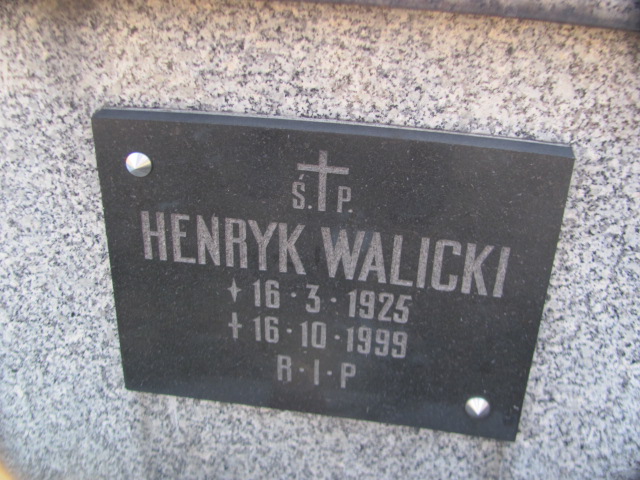 Ś. P.
HENRYK WALICKI
16·3·1925
16·10·1999
R·I·P